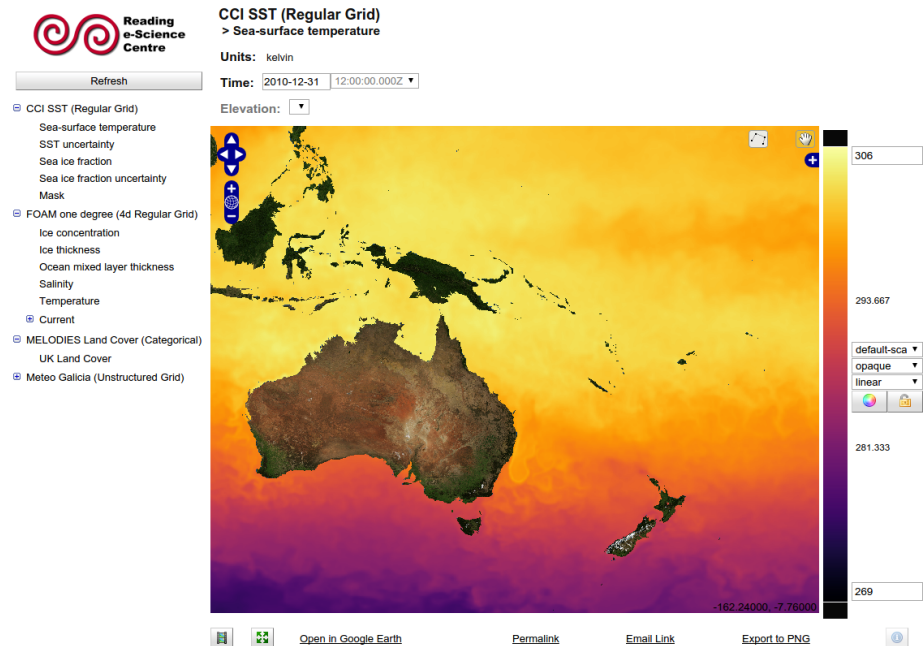 Reading
e-Science
Centre
Refresh
CCI SST (Regular Grid)
Sea-surface temperature
SST uncertainty
Sea ice fraction
Sea ice fraction uncertainty
Mask
FOAM one degree (4d Regular Grid)
Ice concentration
Ice thickness
Ocean mixed layer thickness
Salinity
Temperature
Current
MELODIES Land Cover (Categorical)
UK Land Cover
Meteo Galicia (Unstructured Grid)
CCI SST (Regular Grid)
> Sea-surface temperature
Units: kelvin
Time: 2010-12-31 12:00:00.000Z
Elevation:
306
293.667
default-sca
opaque
linear
281.333
269
-162.24000, -7.76000
Open in Google Earth Permalink Email Link Export to PNG